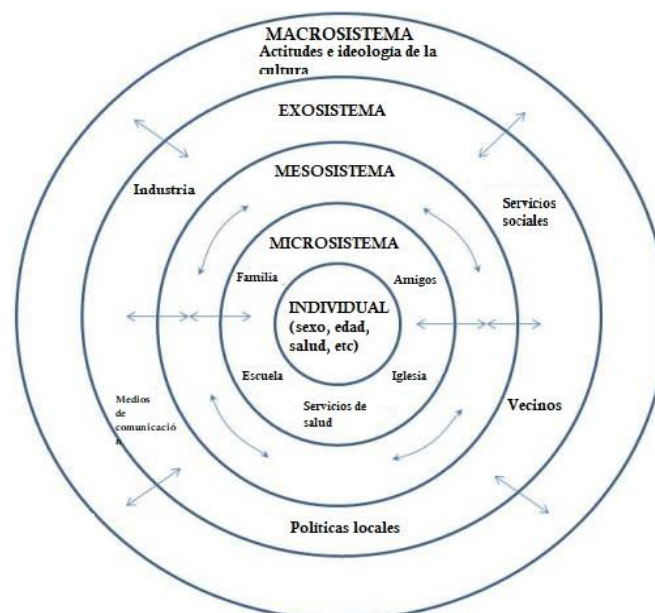 MACROSISTEMA
Actitudes e ideología de la
cultura
EXOSISTEMA
MESOSISTEMA
Industria
Servicios
sociales
MICROSISTEMA
Familia
Amigos
INDIVIDUAL
(sexo, edad,
salud, etc)
Escuela
Iglesia
Servicios de
salud
Medios
de
comunicació
n
Vecinos
Políticas locales